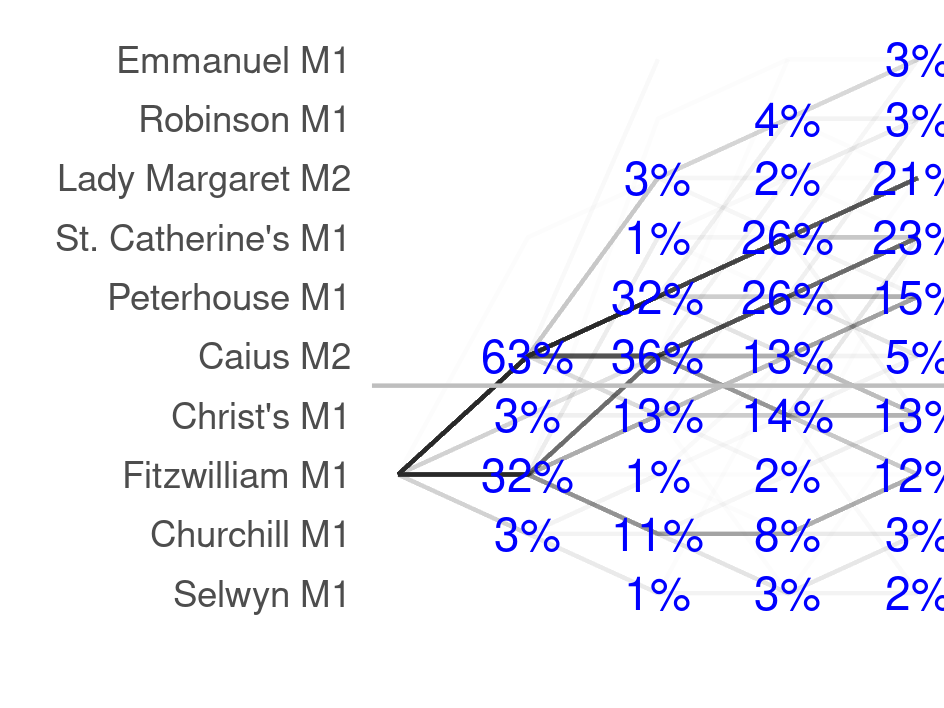 Emmanuel M1 3%
Robinson M1 4% 3%
Lady Margaret M2 3% 2% 21%
St. Catherine's M1 1% 26% 23%
Peterhouse M1 32% 26% 15%
Caius M2 63% 36% 13% 5%
Christ's M1 3% 13% 14% 13%
Fitzwilliam M1 32% 1% 2% 12%
Churchill M1 3% 11% 8% 3%
Selwyn M1 1% 3% 2%